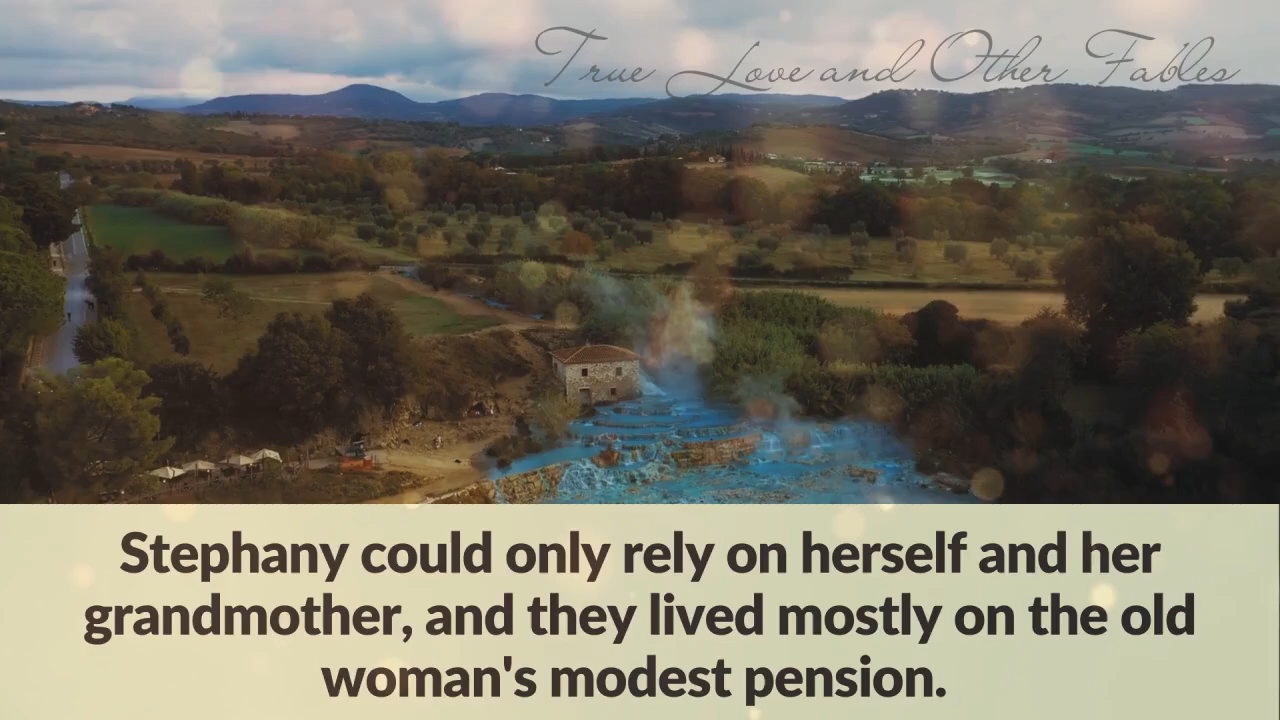 True Love and Other Fables
Stephany could only rely on herself and her
grandmother, and they lived mostly on the old
woman's modest pension.